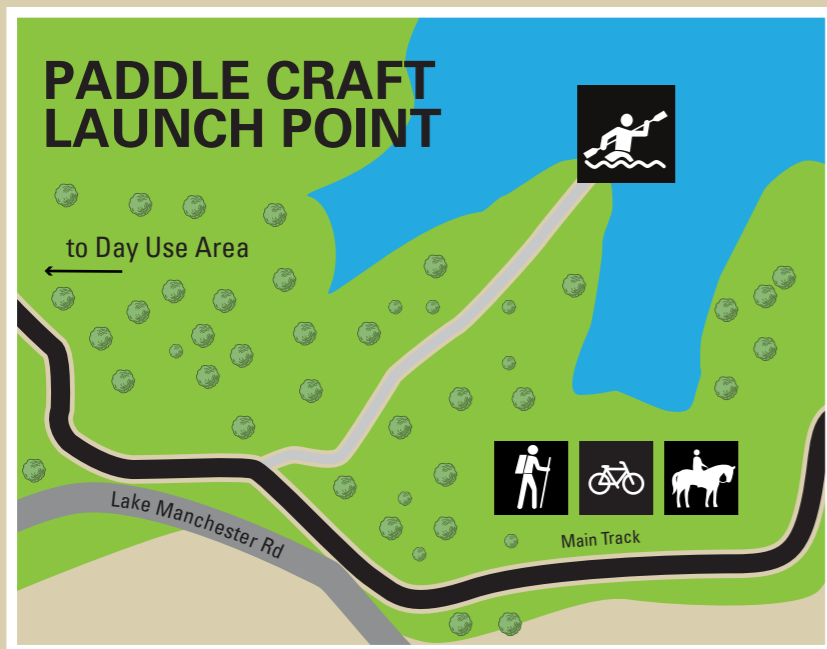 PADDLE CRAFT
LAUNCH POINT
to Day Use Area
Lake Manchester Rd
Main Track